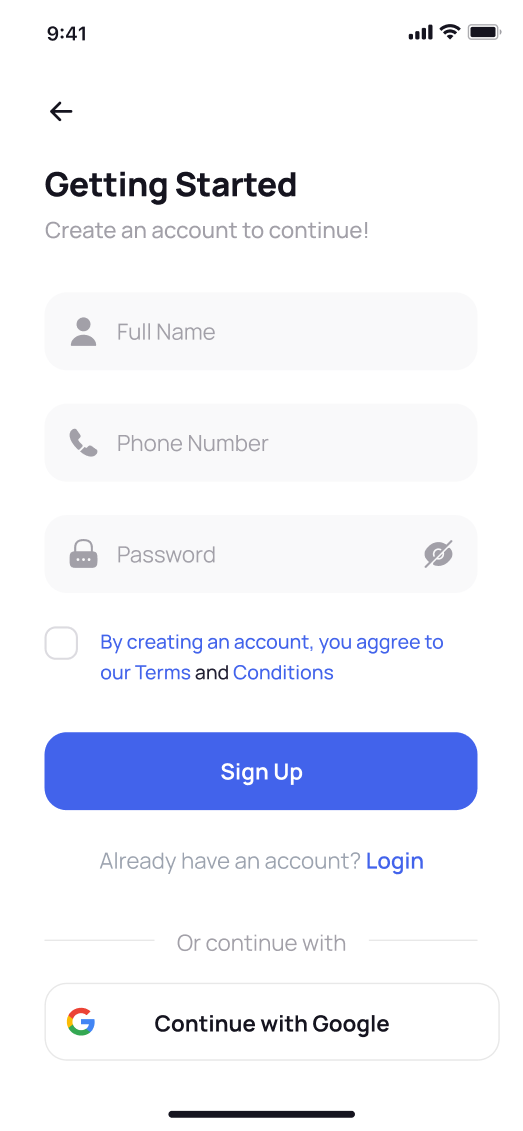 9:41
Getting Started
Create an account to continue!
Full Name
Phone Number
Password
By creating an account, you aggree to
our Terms and Conditions
Sign Up
Already have an account? Login
Or continue with
Continue with Google